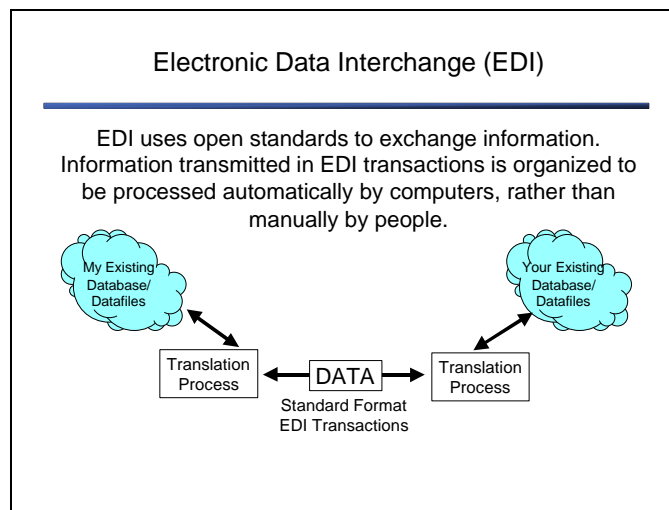 Electronic Data Interchange (EDI)
EDI uses open standards to exchange information.
Information transmitted in EDI transactions is organized to
be processed automatically by computers, rather than
manually by people.
My Existing
Database/
Datafiles
Your Existing
Database/
Datafiles
Translation
Process
DATA
Translation
Process
Standard Format
EDI Transactions